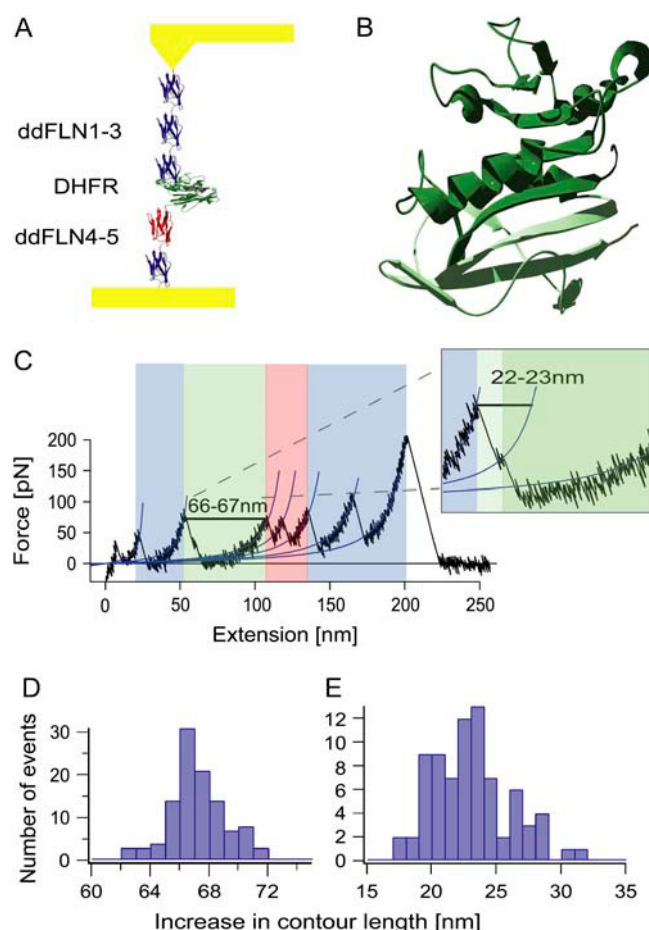 A
B
ddFLN1-3
DHFR
ddFLN4-5
C
22-23nm
200
150
100
50
0
66-67nm
Force [pN]
0 50 100 150 200 250
Extension [nm]
D
E
30
20
10
0
12
10
8
6
4
2
0
Number of events
60 64 68 72
15 20 25 30 35
Increase in contour length [nm]